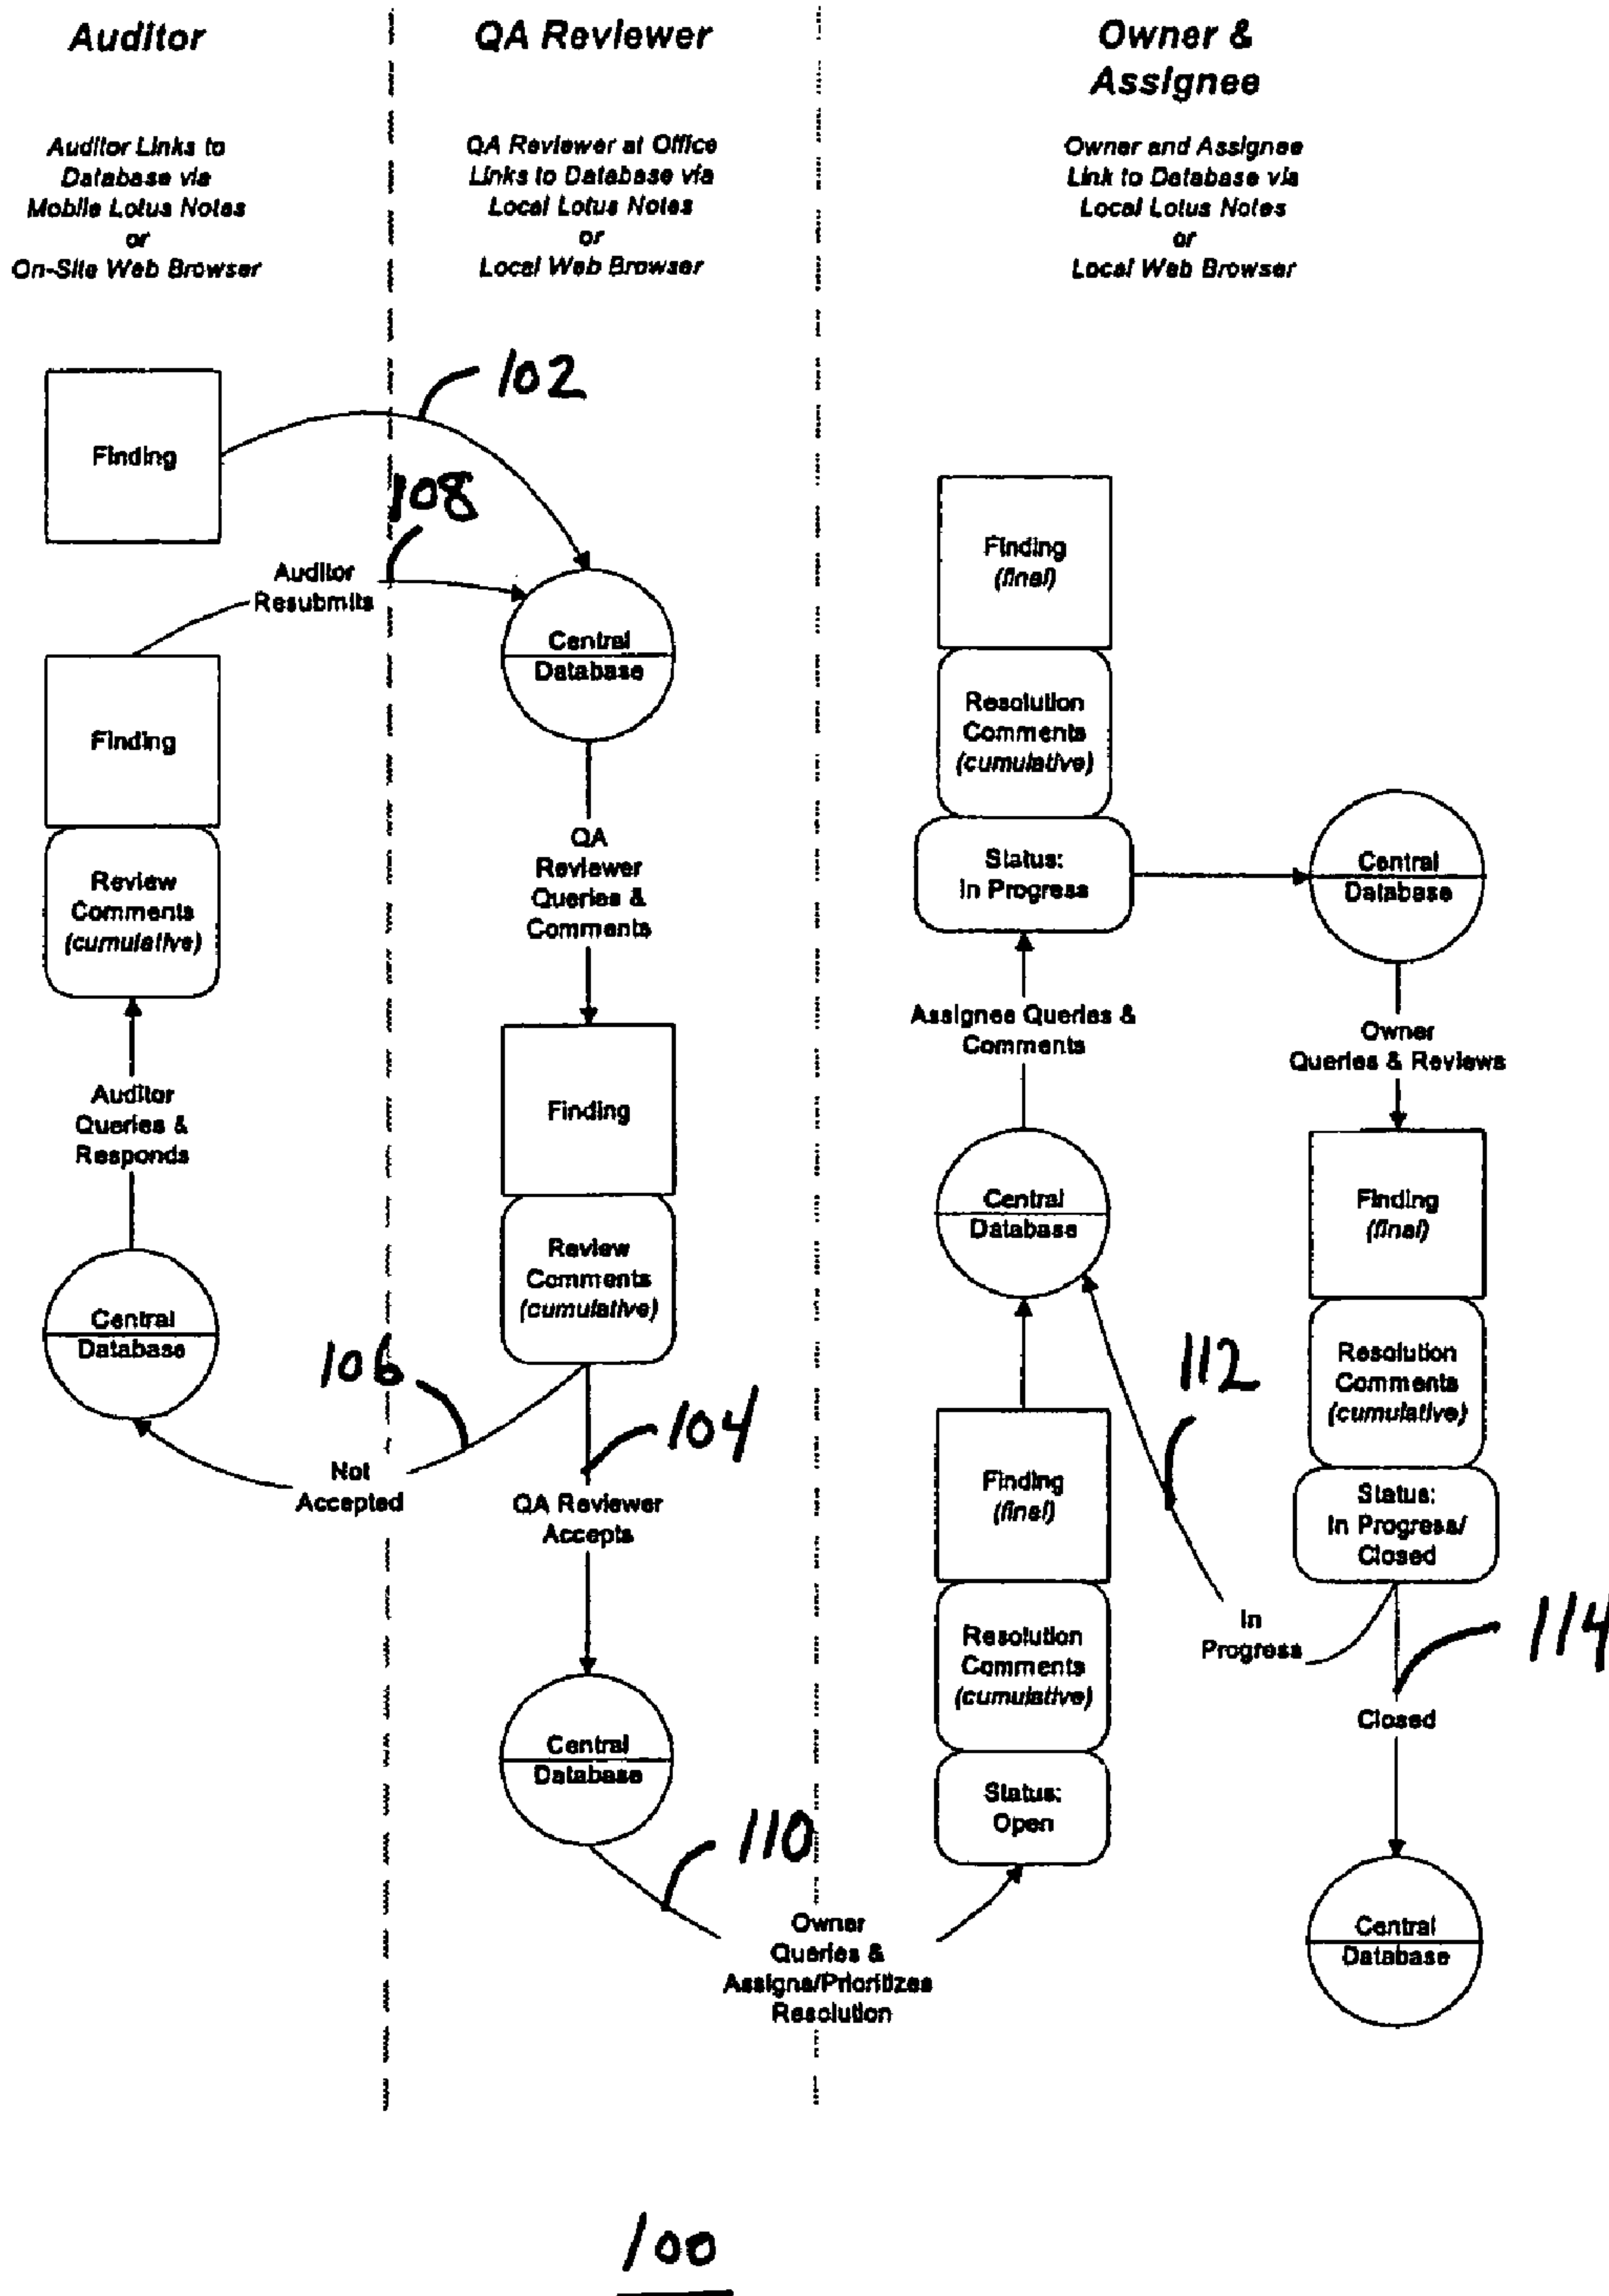 Auditor
Auditor Links to
Database via
Mobile Lotus Notes
or
On-Site Web Browser
QA Reviewer
QA Reviewer at Office
Links to Database via
Local Lotus Notes
or
Local Web Browser
Owner &
Assignee
Owner and Assignee
Link to Database via
Local Lotus Notes
or
Local Web Browser
Finding
102
108
Auditor
Resubmits
Finding
Review
Comments
(cumulative)
Auditor
Queries &
Responds
Central
Database
106
Not
Accepted
Central
Database
QA
Reviewer
Queries &
Comments
Finding
Review
Comments
(cumulative)
104
QA Reviewer
Accepts
Central
Database
110
Owner
Queries &
Assigns/Prioritizes
Resolution
Finding
(final)
Resolution
Comments
(cumulative)
Status:
In Progress
Assignee Queries &
Comments
Central
Database
Finding
(final)
Resolution
Comments
(cumulative)
Status:
Open
Central
Database
Owner
Queries & Reviews
Finding
(final)
112
Resolution
Comments
(cumulative)
Status:
In Progress/
Closed
In
Progress
114
Closed
Central
Database
100